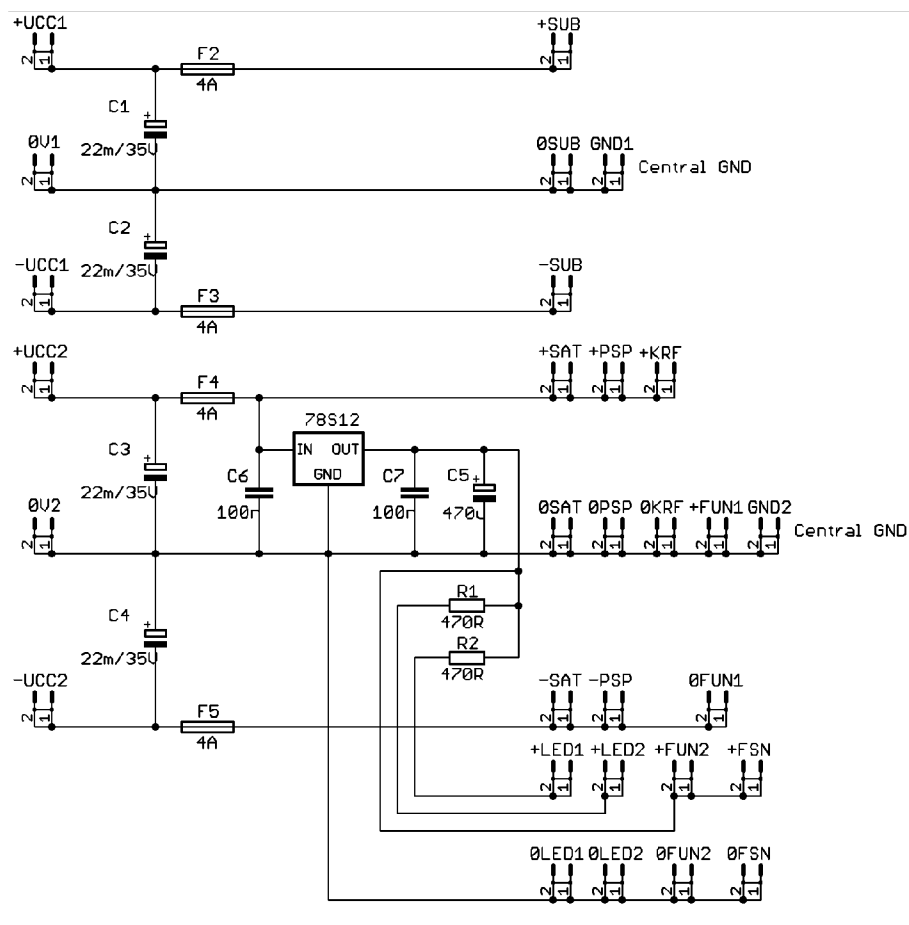 +UCC1 +SUB
2 1 2 1
F2
4A
C1
+
22m/35V
0V1 0SUB GND1
2 1 2 1 2 1
Central GND
C2
+
22m/35V
-UCC1 -SUB
2 1 2 1
F3
4A
+UCC2 +SAT +PSP +KRF
2 1 2 1 2 1 2 1
F4
4A
78S12
IN OUT
GND
C3
+
22m/35V
C6
100n
C7
100n
C5
+
470u
0V2 0SAT 0PSP 0KRF +FUN1 GND2
2 1 2 1 2 1 2 1 2 1 2 1
Central GND
R1
470R
R2
470R
C4
+
22m/35V
-UCC2 -SAT -PSP 0FUN1
2 1 2 1 2 1 2 1
F5
4A
+LED1 +LED2 +FUN2 +FSN
2 1 2 1 2 1 2 1
0LED1 0LED2 0FUN2 0FSN
2 1 2 1 2 1 2 1